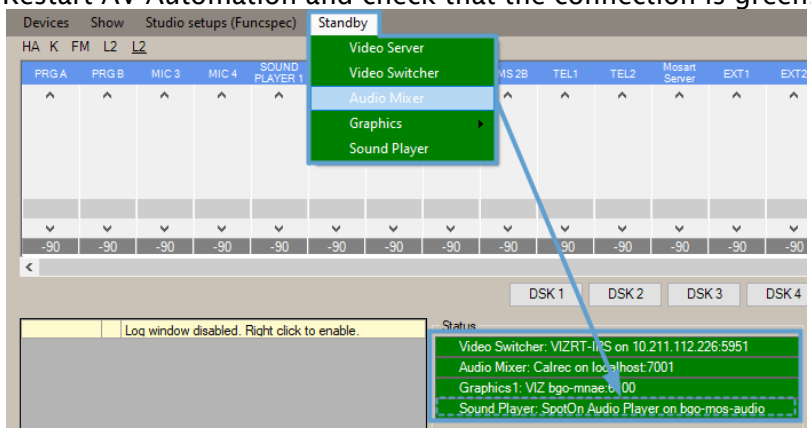 Restart AV Automation and check that the connection is green.
Devices Show Studio setups (Funcspec) Standby
HA K FM L2 L2
Video Server
Video Switcher
Audio Mixer
Graphics
Sound Player
PRG A PRG B MIC 3 MIC 4 SOUND PLAYER 1 MS 2B TEL1 TEL2 Mosart Server EXT1 EXT2
-90 -90 -90 -90 -90 -90 -90 -90 -90 -90 -90 -90 -90
DSK 1 DSK 2 DSK 3 DSK 4
Log window disabled. Right click to enable.
Status
Video Switcher: VIZRT-IPS on 10.211.112.226:5951
Audio Mixer: Calrec on localhost:7001
Graphics1: VIZ bgo-mnae:6100
Sound Player: SpotOn Audio Player on bgo-mos-audio